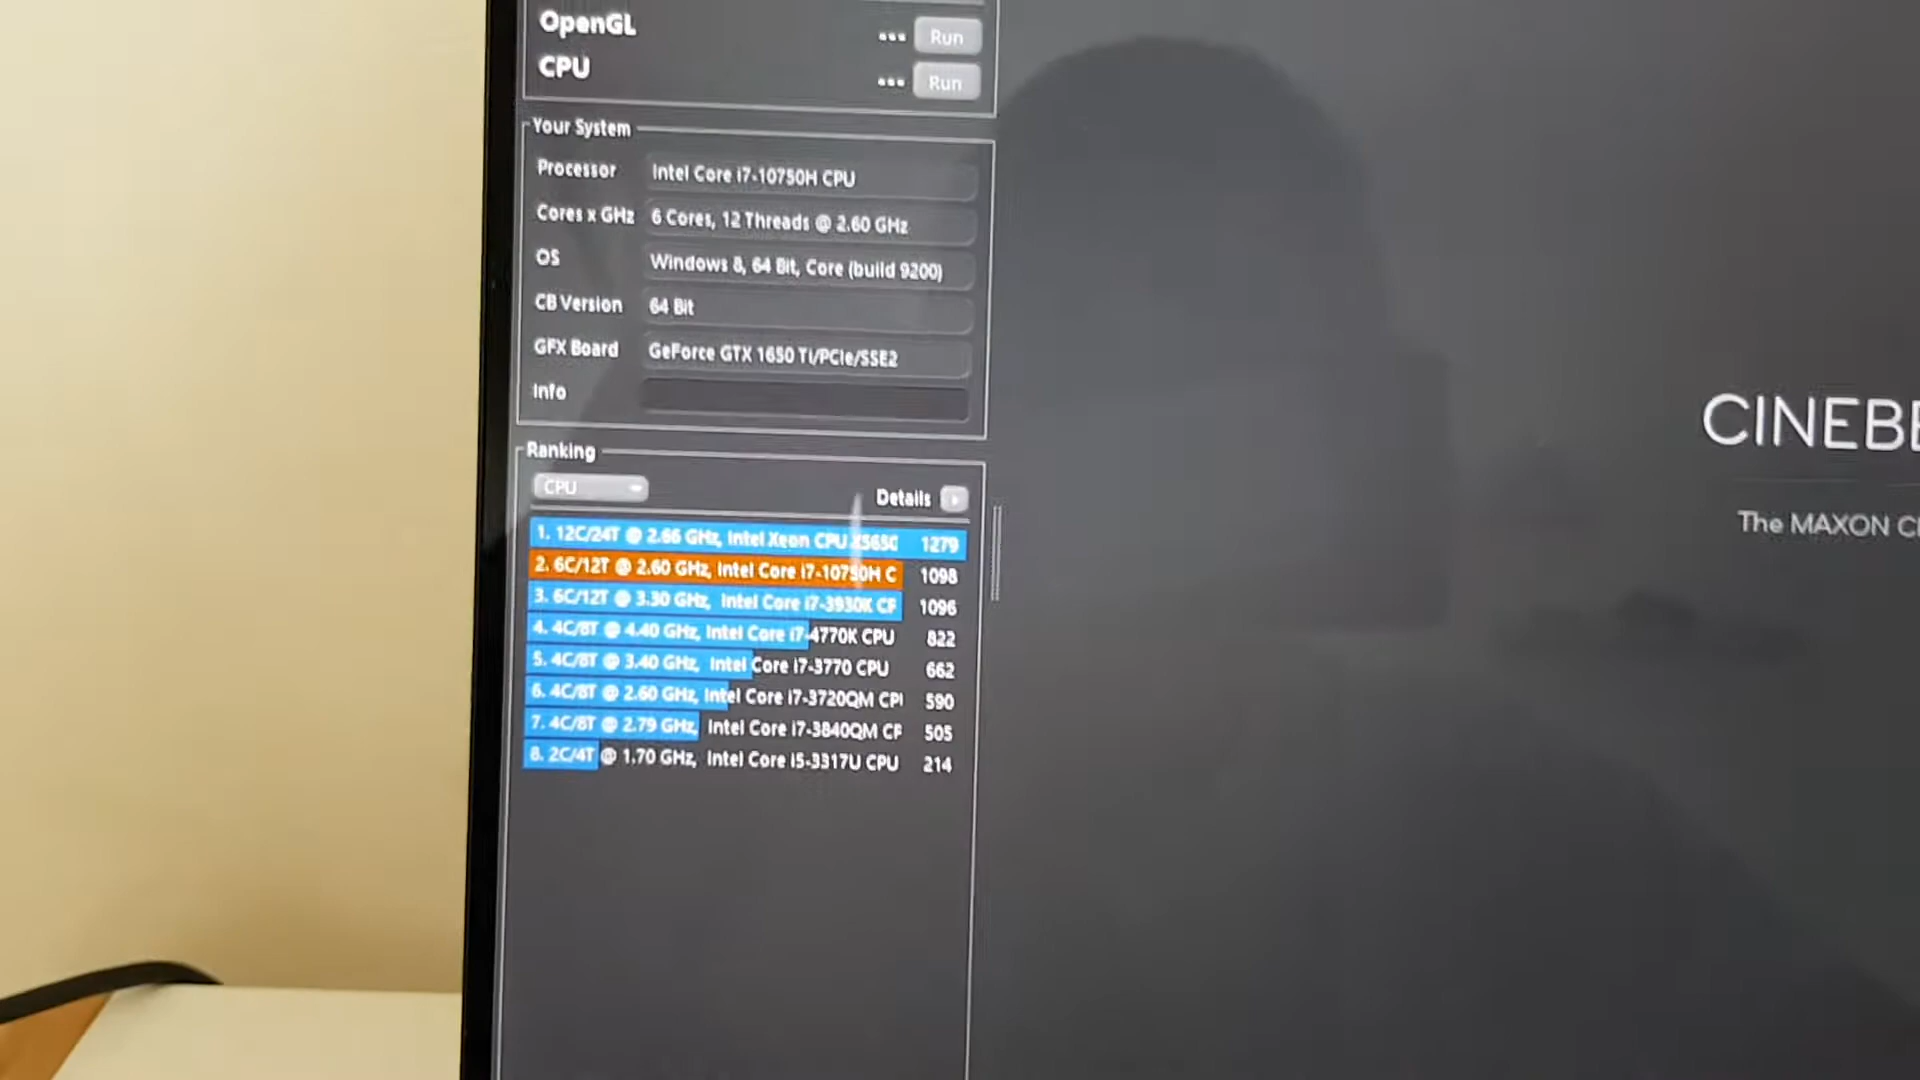 OpenGL
... Run
CPU
... Run
Your System
Processor Intel Core i7-10750H CPU
Cores x GHz 6 Cores, 12 Threads @ 2.60 GHz
OS Windows 8, 64 Bit, Core (build 9200)
CB Version 64 Bit
GFX Board GeForce GTX 1650 Ti/PCIe/SSE2
Info
Ranking
CPU Details
1. 12C/24T @ 2.66 GHz, Intel Xeon CPU X5650 1279
2. 6C/12T @ 2.60 GHz, Intel Core i7-10750H C 1098
3. 6C/12T @ 3.30 GHz, Intel Core i7-3930K CP 1096
4. 4C/8T @ 4.40 GHz, Intel Core i7-4770K CPU 822
5. 4C/8T @ 3.40 GHz, Intel Core i7-3770 CPU 662
6. 4C/8T @ 2.60 GHz, Intel Core i7-3720QM CPI 590
7. 4C/8T @ 2.79 GHz, Intel Core i7-3840QM CP 505
8. 2C/4T @ 1.70 GHz, Intel Core i5-3317U CPU 214
CINEBE
The MAXON CI